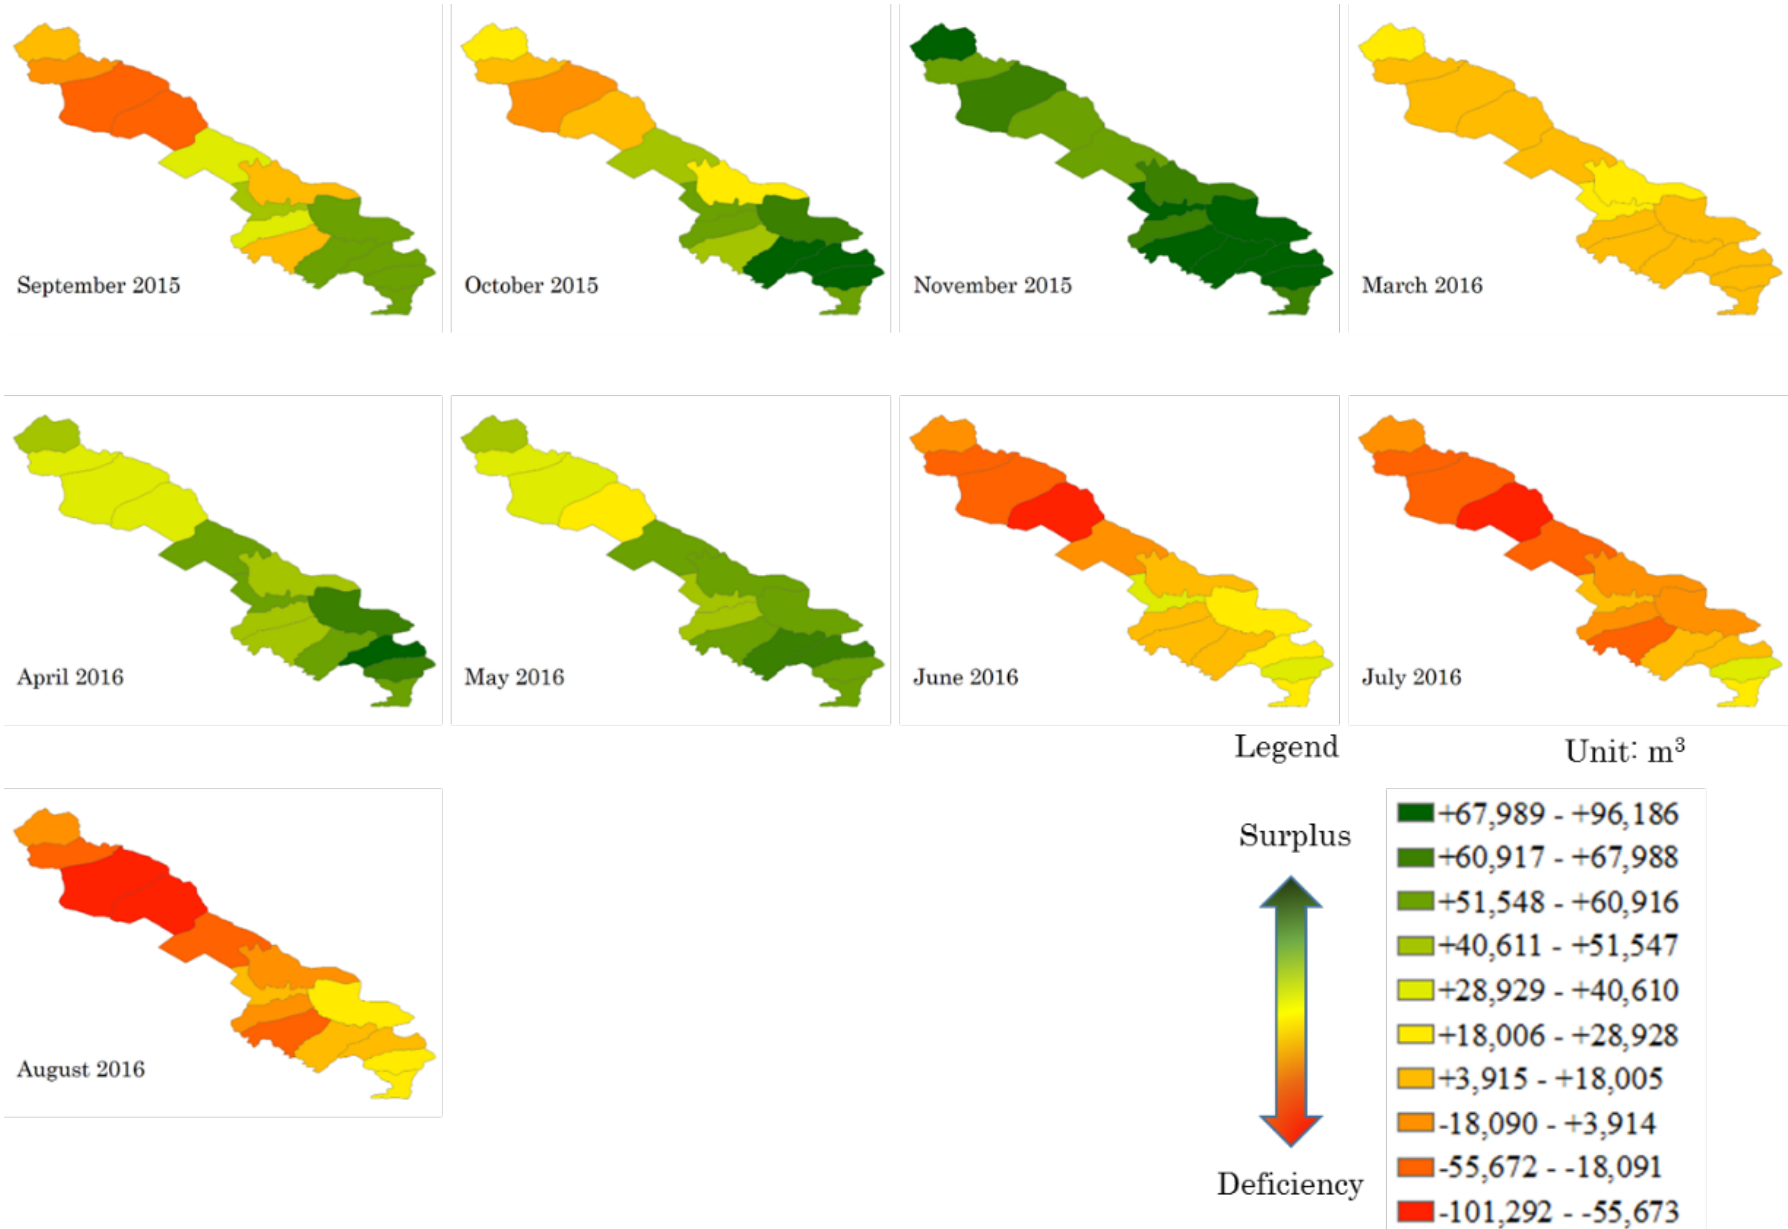 September 2015
October 2015
November 2015
March 2016
April 2016
May 2016
June 2016
July 2016
August 2016
Legend
Unit: m³
Surplus
Deficiency
+67,989 - +96,186
+60,917 - +67,988
+51,548 - +60,916
+40,611 - +51,547
+28,929 - +40,610
+18,006 - +28,928
+3,915 - +18,005
-18,090 - +3,914
-55,672 - -18,091
-101,292 - -55,673